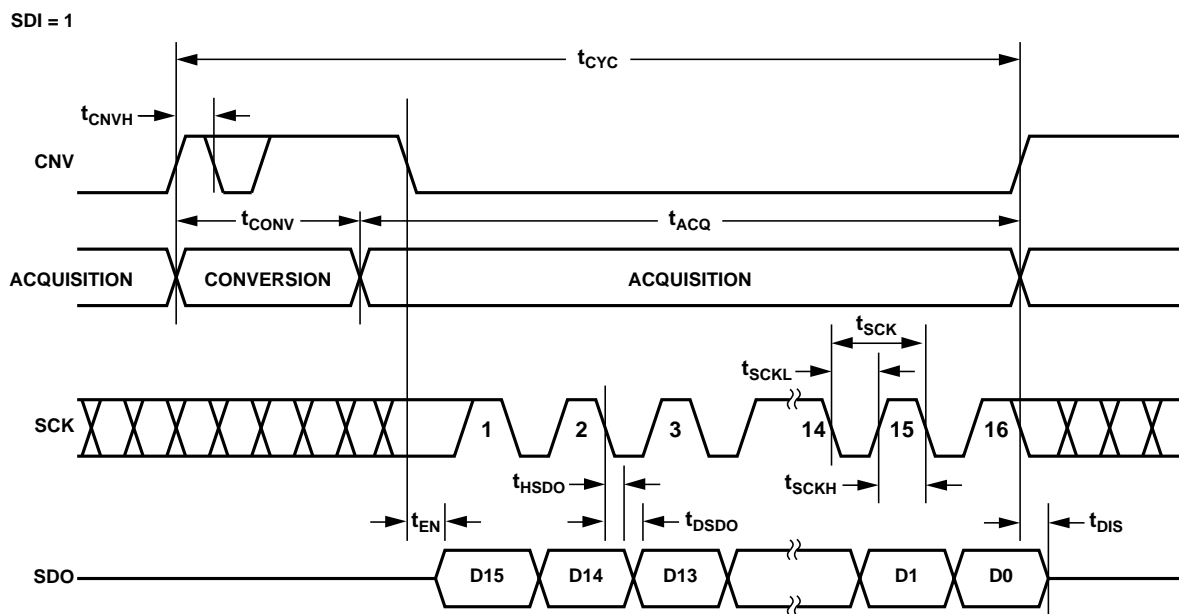 SDI = 1
tCYC
tCNVH
CNV
tCONV tACQ
ACQUISITION CONVERSION ACQUISITION
tSCK
tSCKL
SCK 1 2 3 14 15 16
tHSDO tSCKH
tEN tDSDO tDIS
SDO D15 D14 D13 D1 D0